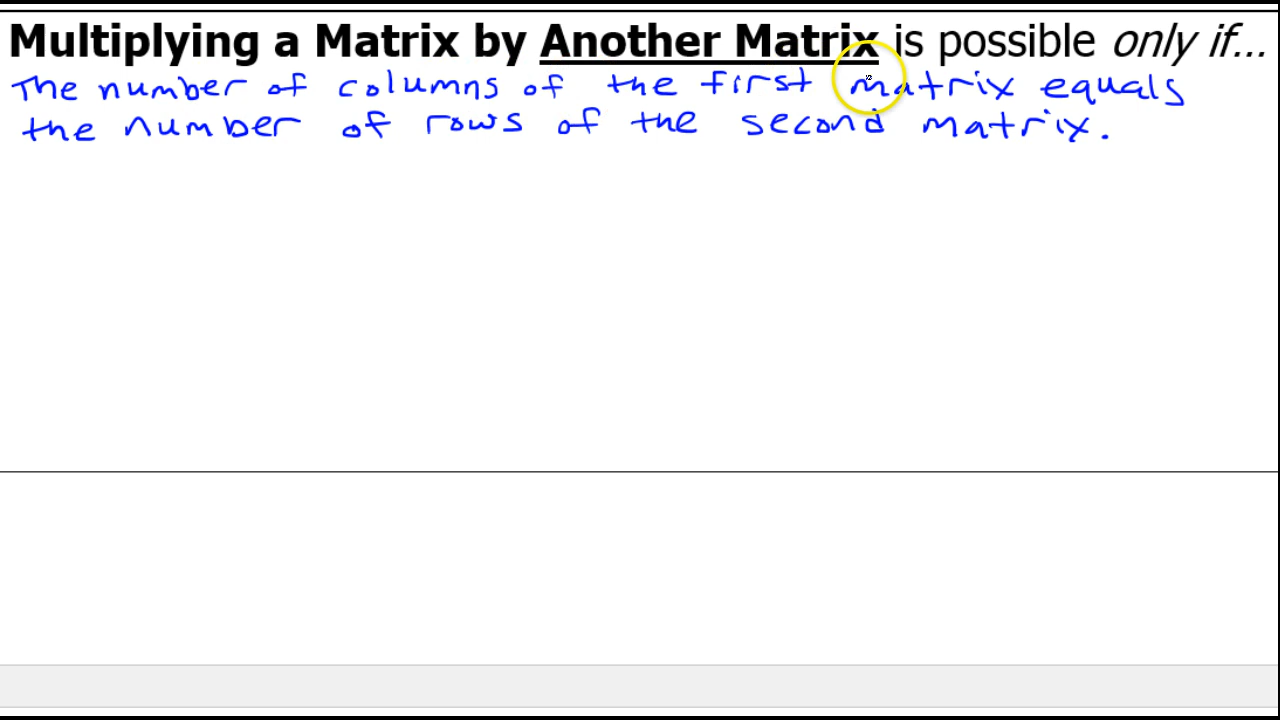 Multiplying a Matrix by Another Matrix is possible only if...
The number of columns of the first matrix equals
the number of rows of the second matrix.